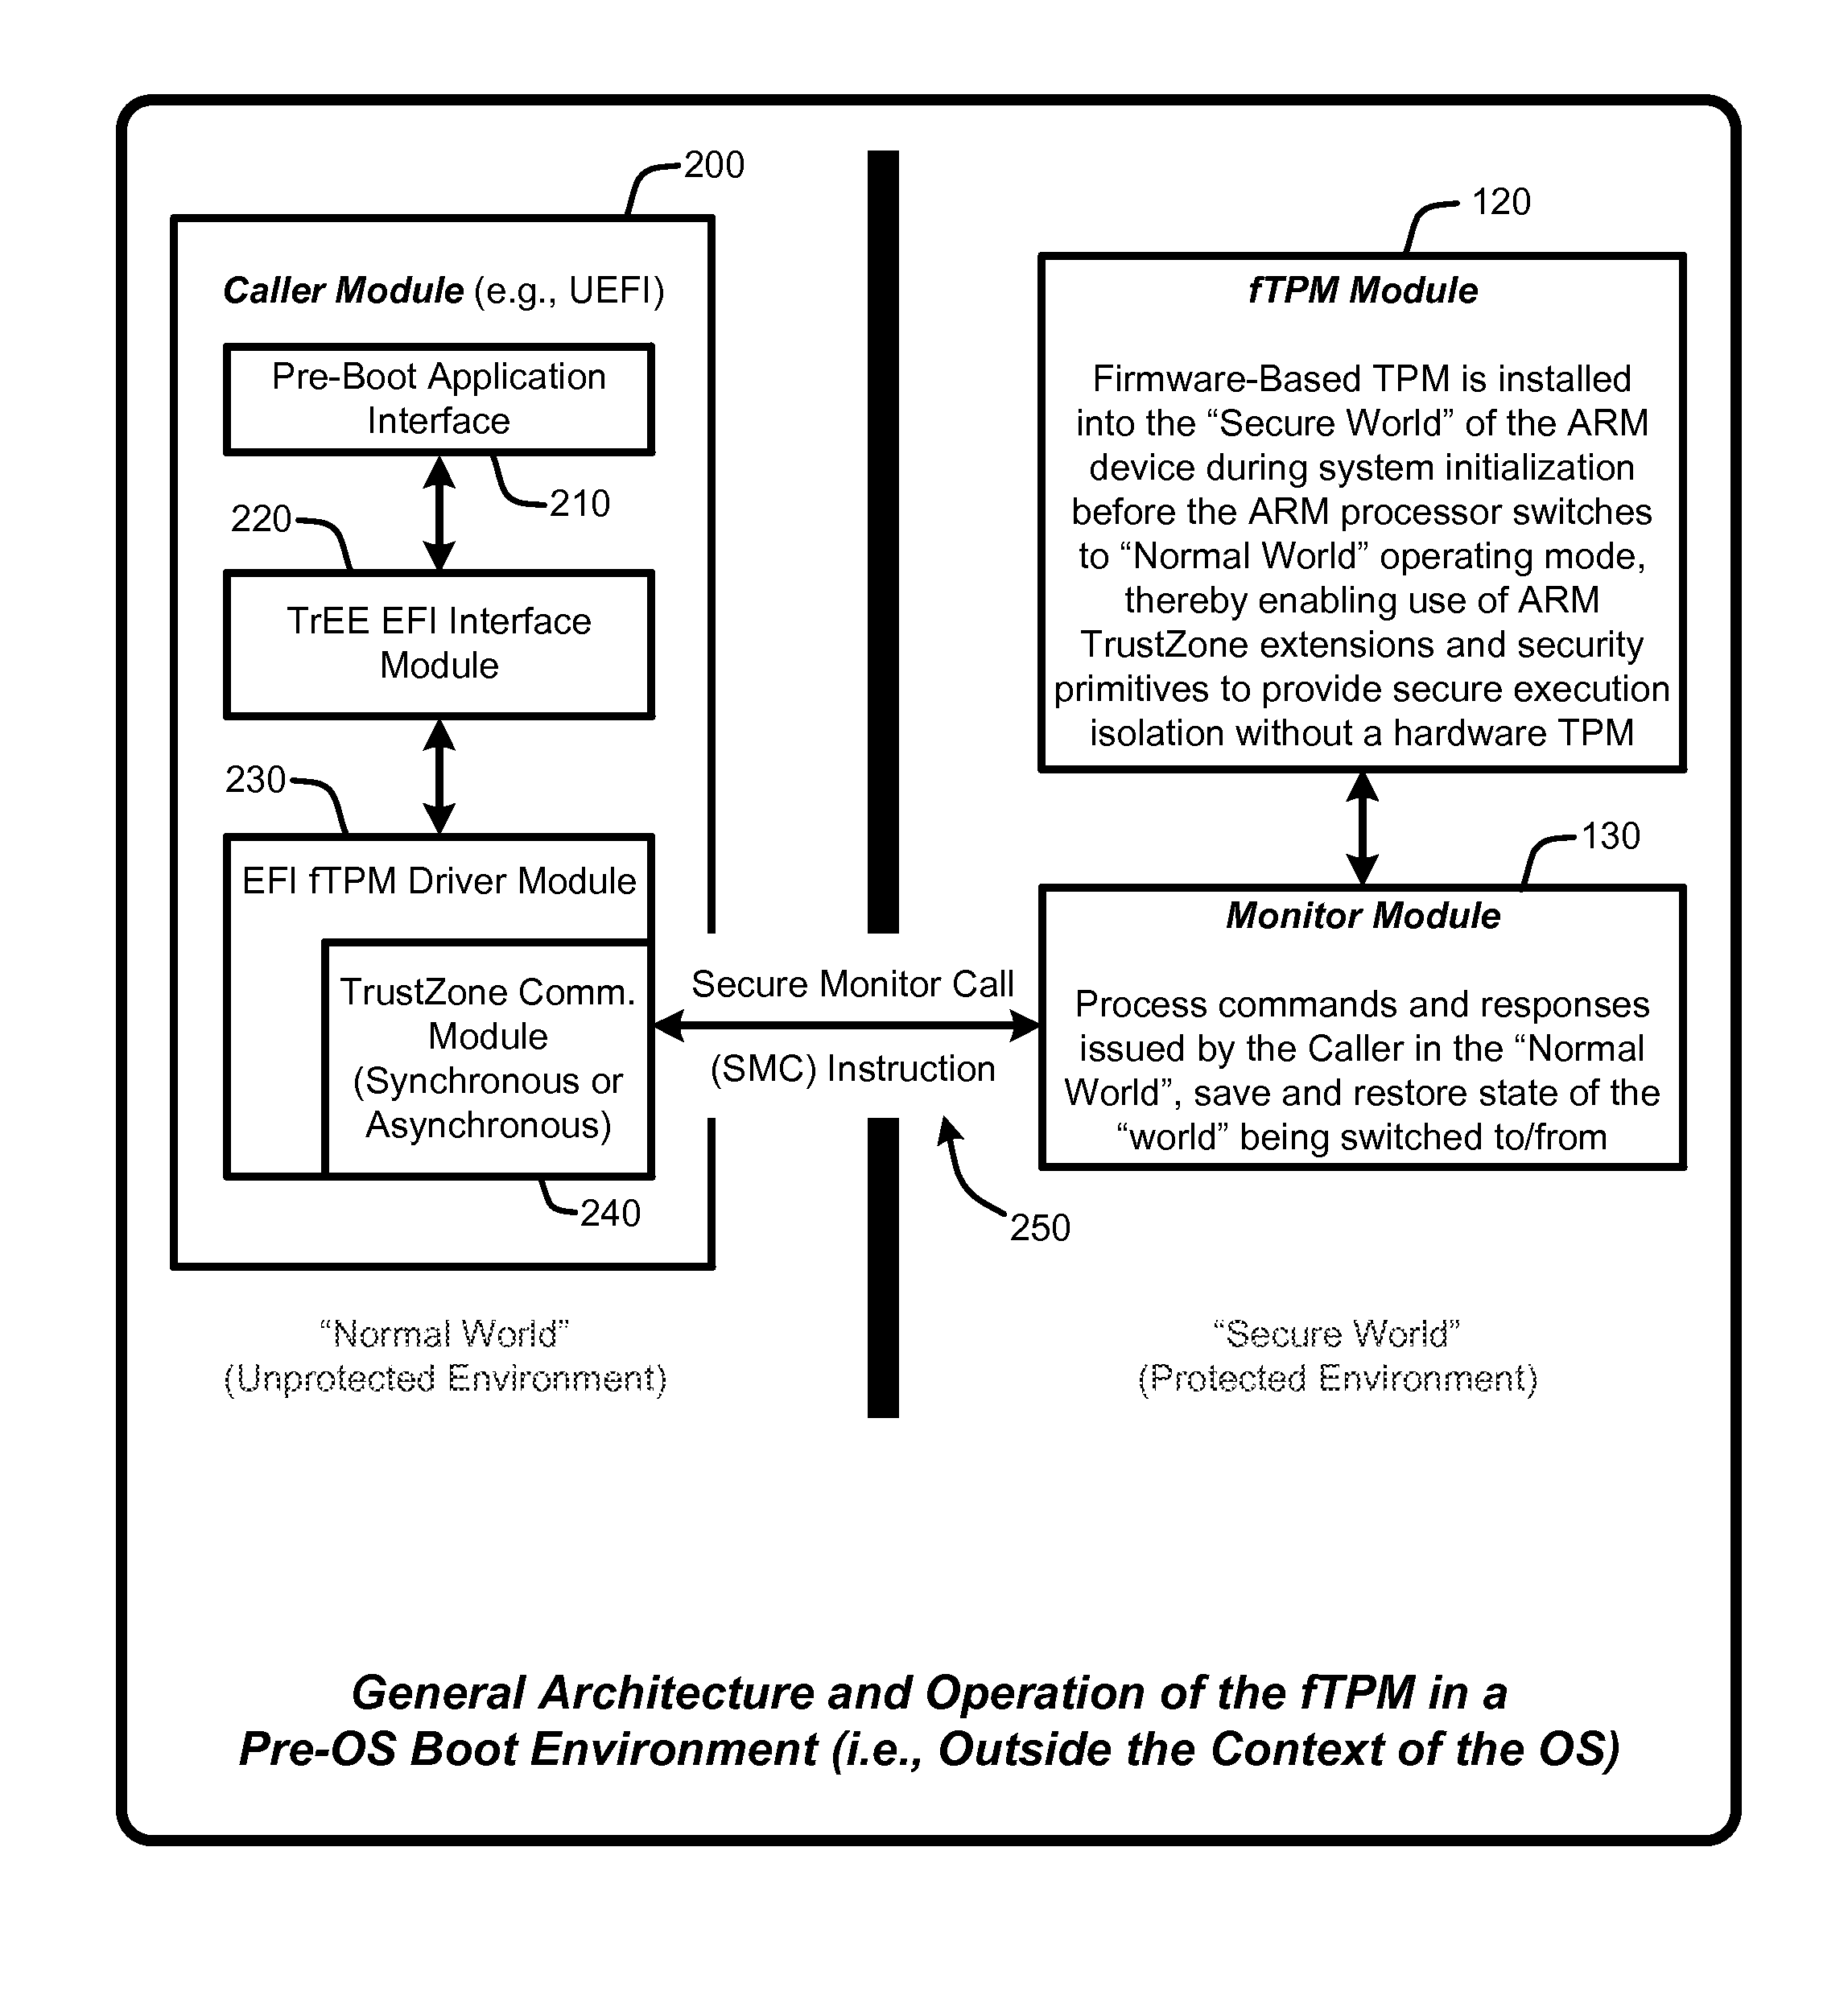 200
Caller Module (e.g., UEFI)
Pre-Boot Application
Interface
210
220
TrEE EFI Interface
Module
230
EFI fTPM Driver Module
TrustZone Comm.
Module
(Synchronous or
Asynchronous)
240
Secure Monitor Call
(SMC) Instruction
250
120
fTPM Module
Firmware-Based TPM is installed
into the “Secure World” of the ARM
device during system initialization
before the ARM processor switches
to “Normal World” operating mode,
thereby enabling use of ARM
TrustZone extensions and security
primitives to provide secure execution
isolation without a hardware TPM
130
Monitor Module
Process commands and responses
issued by the Caller in the “Normal
World”, save and restore state of the
“world” being switched to/from
“Normal World”
(Unprotected Environment)
“Secure World”
(Protected Environment)
General Architecture and Operation of the fTPM in a
Pre-OS Boot Environment (i.e., Outside the Context of the OS)